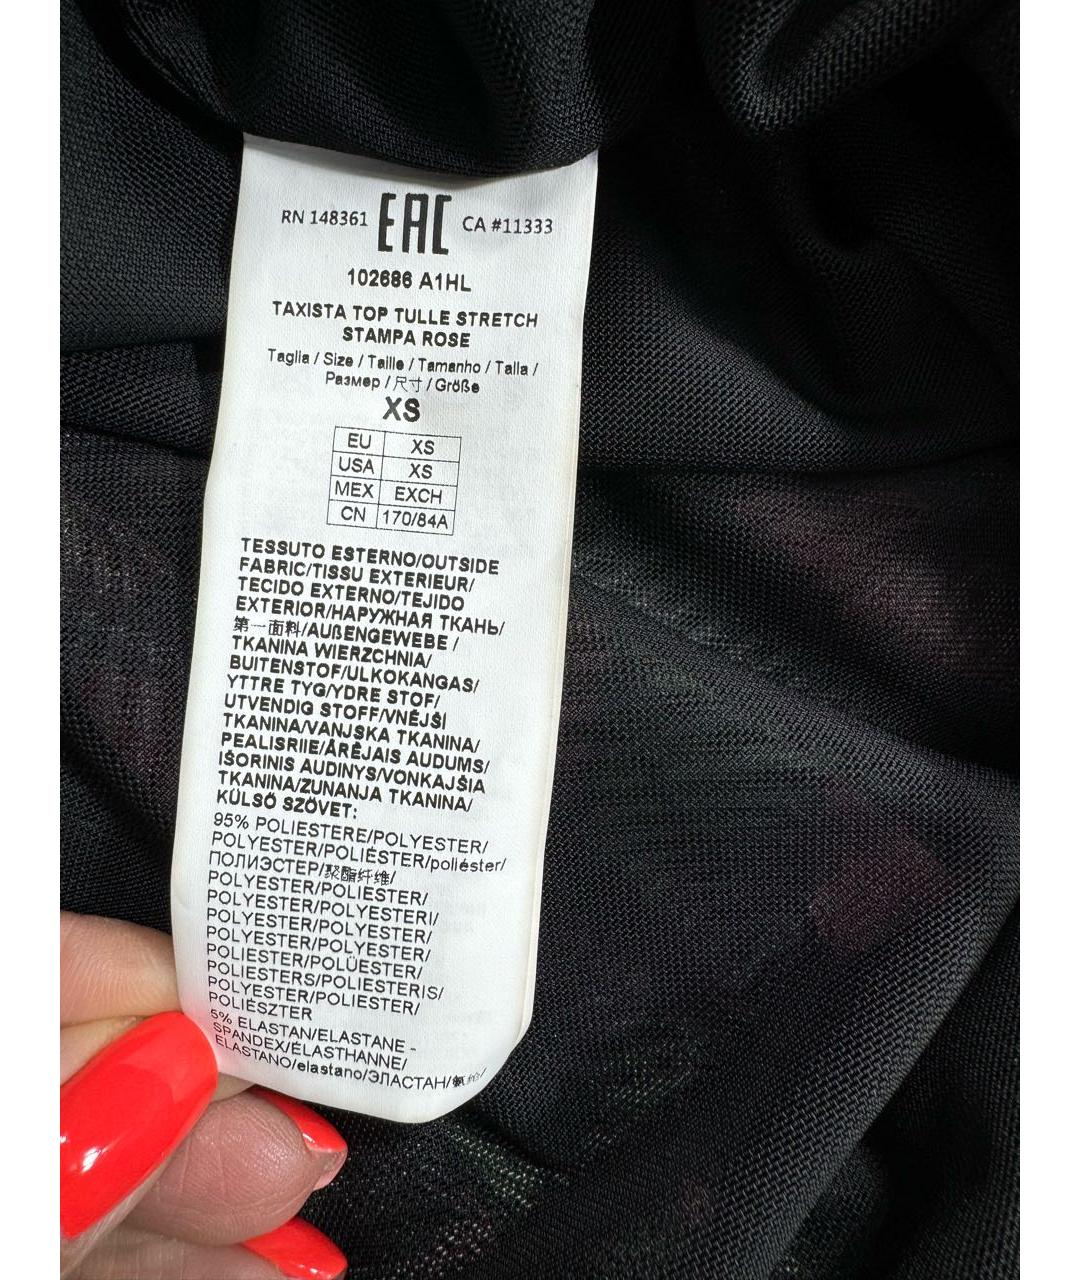 RN 148361 EAC CA #11333
102686 A1HL
TAXISTA TOP TULLE STRETCH
STAMPA ROSE
Taglia / Size / Taille / Tamanho / Talla /
Размер / 尺寸 / Größe
XS
EU XS
USA XS
MEX EXCH
CN 170/84A
TESSUTO ESTERNO/OUTSIDE
FABRIC/TISSU EXTERIEUR/
TECIDO EXTERNO/TEJIDO
EXTERIOR/НАРУЖНАЯ ТКАНЬ/
第一面料/AUßENGEWEBE /
TKANINA WIERZCHNIA/
BUITENSTOF/ULKOKANGAS/
YTTRE TYG/YDRE STOF/
UTVENDIG STOFF/VNĚJŠI
TKANINA/VANJSKA TKANINA/
PEALISRIIE/ĀRĒJAIS AUDUMS/
IŠORINIS AUDINYS/VONKAJŠIA
TKANINA/ZUNANJA TKANINA/
KÜLSŐ SZÖVET:
95% POLIESTERE/POLYESTER/
POLYESTER/POLIÉSTER/poliéster/
ПОЛИЭСТЕР/聚酯纤维/
POLYESTER/POLIESTER/
POLYESTER/POLYESTERI/
POLYESTER/POLYESTER/
POLYESTER/POLYESTER/
POLIESTER/POLÜESTER/
POLIESTERS/POLIESTERIS/
POLYESTER/POLIESTER/
POLIÉSZTER
5% ELASTAN/ELASTANE -
SPANDEX/ÉLASTHANNE/
ELASTANO/elastano/ЭЛАСТАН/氨纶/